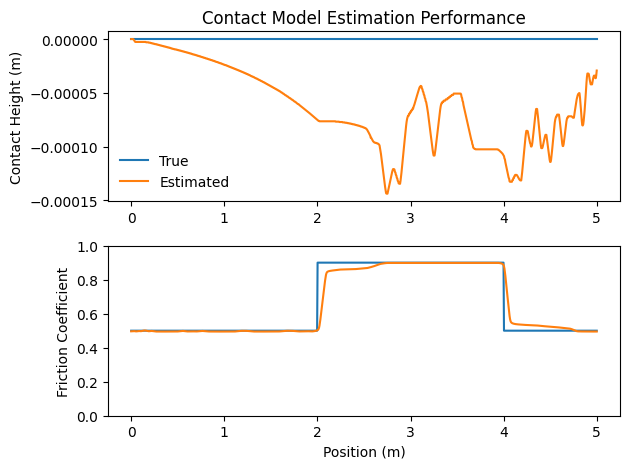 Contact Model Estimation Performance
Contact Height (m)
0.00000
−0.00005
−0.00010
−0.00015
True
Estimated
0 1 2 3 4 5
Friction Coefficient
1.0
0.8
0.6
0.4
0.2
0.0
0 1 2 3 4 5
Position (m)